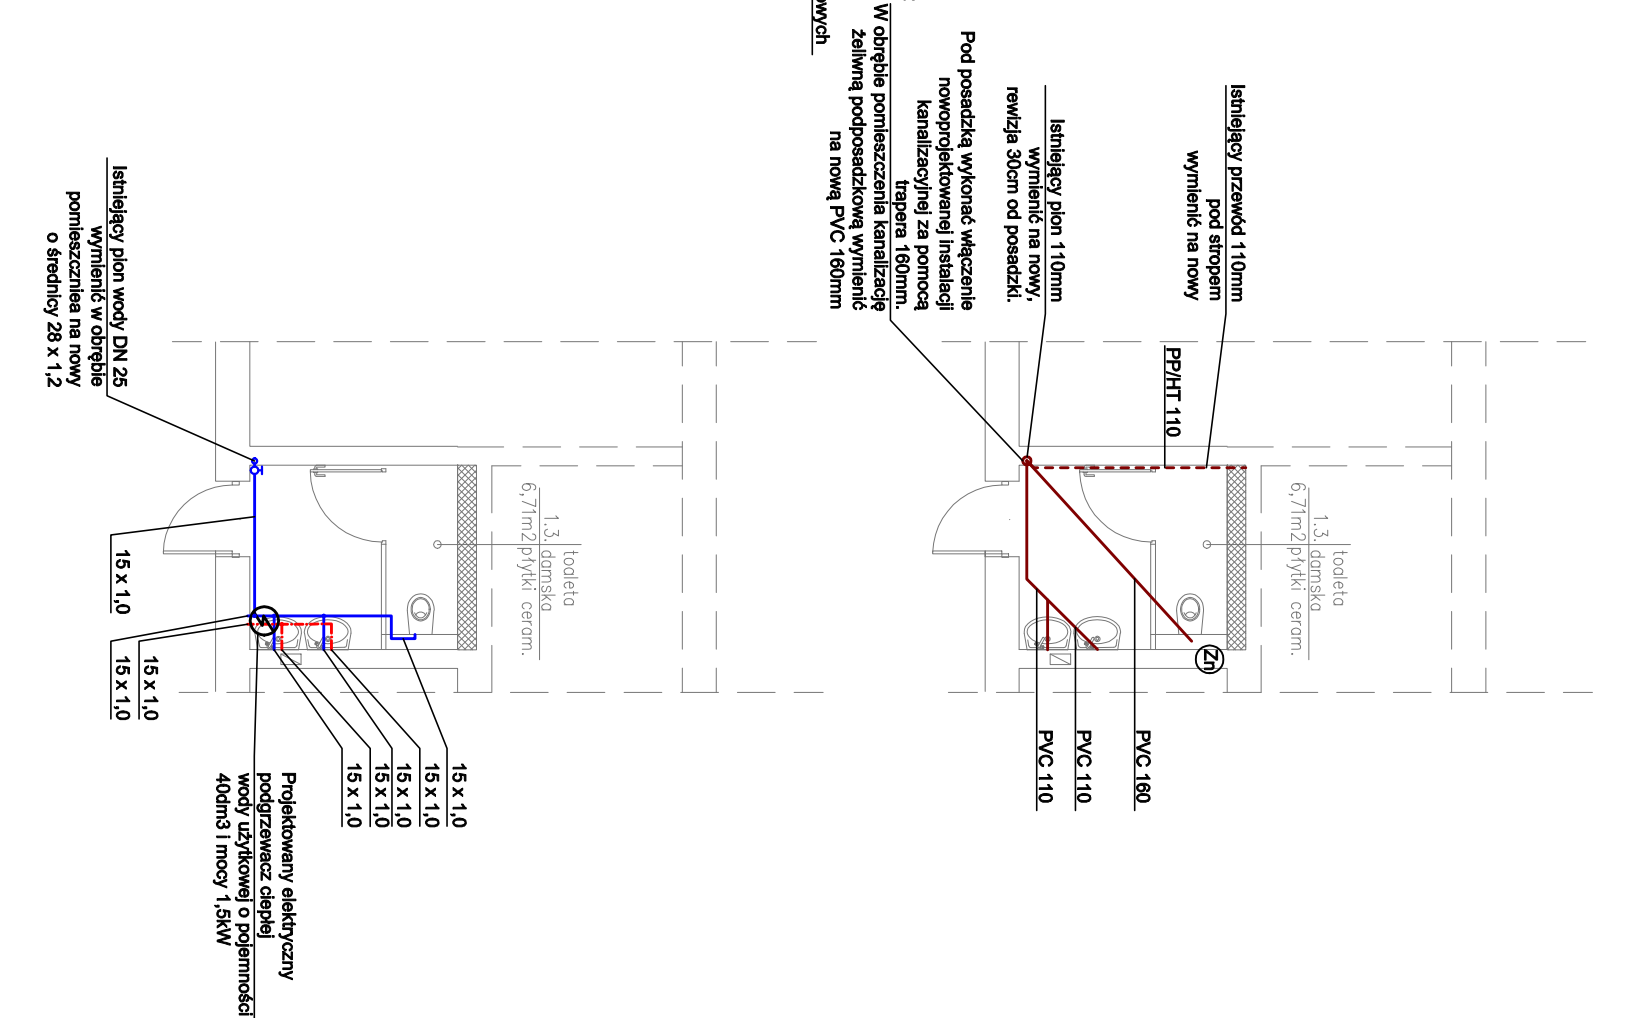 Istniejący przewód 110mm
pod stropem
wymienić na nowy
Istniejący pion 110mm
wymienić na nowy,
rewizja 30cm od posadzki.
Pod posadzką wykonać włączenie
nowoprojektowanej instalacji
kanalizacyjnej za pomocą
trapera 160mm.
W obrębie pomieszczenia kanalizację
żeliwną podposadzkową wymienić
na nową PVC 160mm
owych
PP/HT 110
toaleta
1.3. damska
6,71m2 płytki ceram.
Zn
PVC 160
PVC 110
PVC 110
Istniejący pion wody DN 25
wymienić w obrębie
pomieszczniea na nowy
o średnicy 28 x 1,2
toaleta
1.3. damska
6,71m2 płytki ceram.
15 x 1,0
15 x 1,0
15 x 1,0
15 x 1,0
15 x 1,0
15 x 1,0
15 x 1,0
15 x 1,0
Projektowany elektryczny
podgrzewacz ciepłej
wody użytkowej o pojemności
40dm3 i mocy 1,5kW